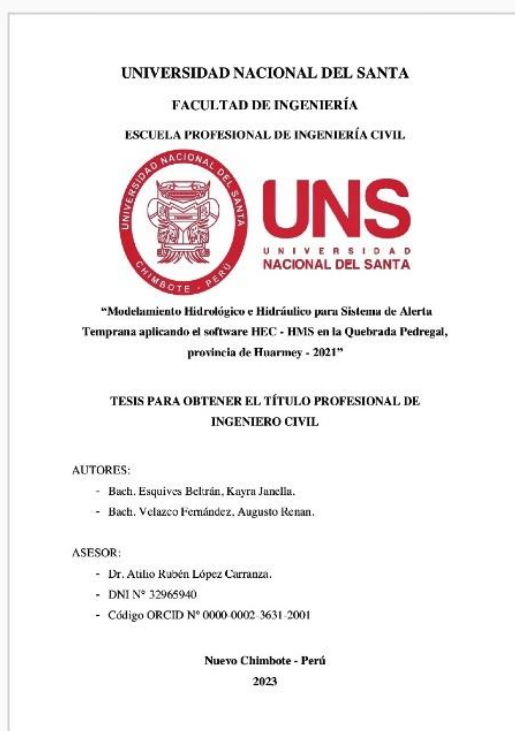 UNIVERSIDAD NACIONAL DEL SANTA
FACULTAD DE INGENIERÍA
ESCUELA PROFESIONAL DE INGENIERÍA CIVIL
UNIVERSIDAD NACIONAL DEL SANTA
CHIMBOTE - PERÚ
UNS
UNIVERSIDAD
NACIONAL DEL SANTA
“Modelamiento Hidrológico e Hidráulico para Sistema de Alerta
Temprana aplicando el software HEC - HMS en la Quebrada Pedregal,
provincia de Huarmey - 2021”
TESIS PARA OBTENER EL TÍTULO PROFESIONAL DE
INGENIERO CIVIL
AUTORES:
- Bach. Esquives Beltrán, Kayra Janella.
- Bach. Velazco Fernández, Augusto Renan.
ASESOR:
- Dr. Atilio Rubén López Carranza.
- DNI N° 32965940
- Código ORCID N° 0000-0002-3631-2001
Nuevo Chimbote - Perú
2023